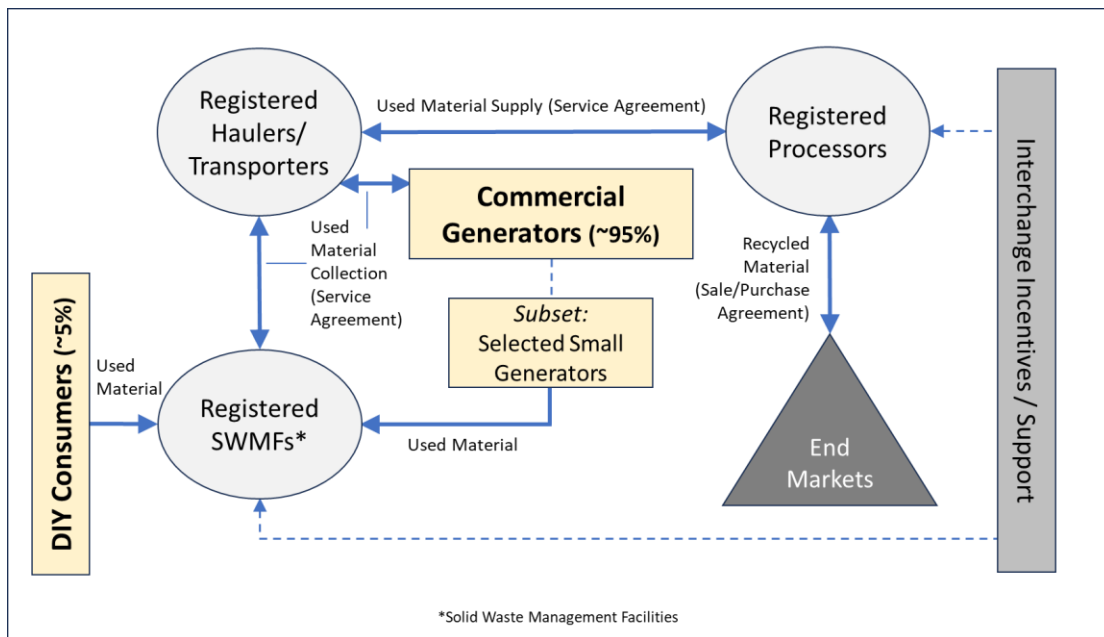 Registered
Haulers/
Transporters
Used Material Supply (Service Agreement)
Registered
Processors
Commercial
Generators (~95%)
Used
Material
Collection
(Service
Agreement)
Recycled
Material
(Sale/Purchase
Agreement)
Subset:
Selected Small
Generators
DIY Consumers (~5%)
Used
Material
Registered
SWMFs*
Used Material
End
Markets
Interchange Incentives / Support
*Solid Waste Management Facilities